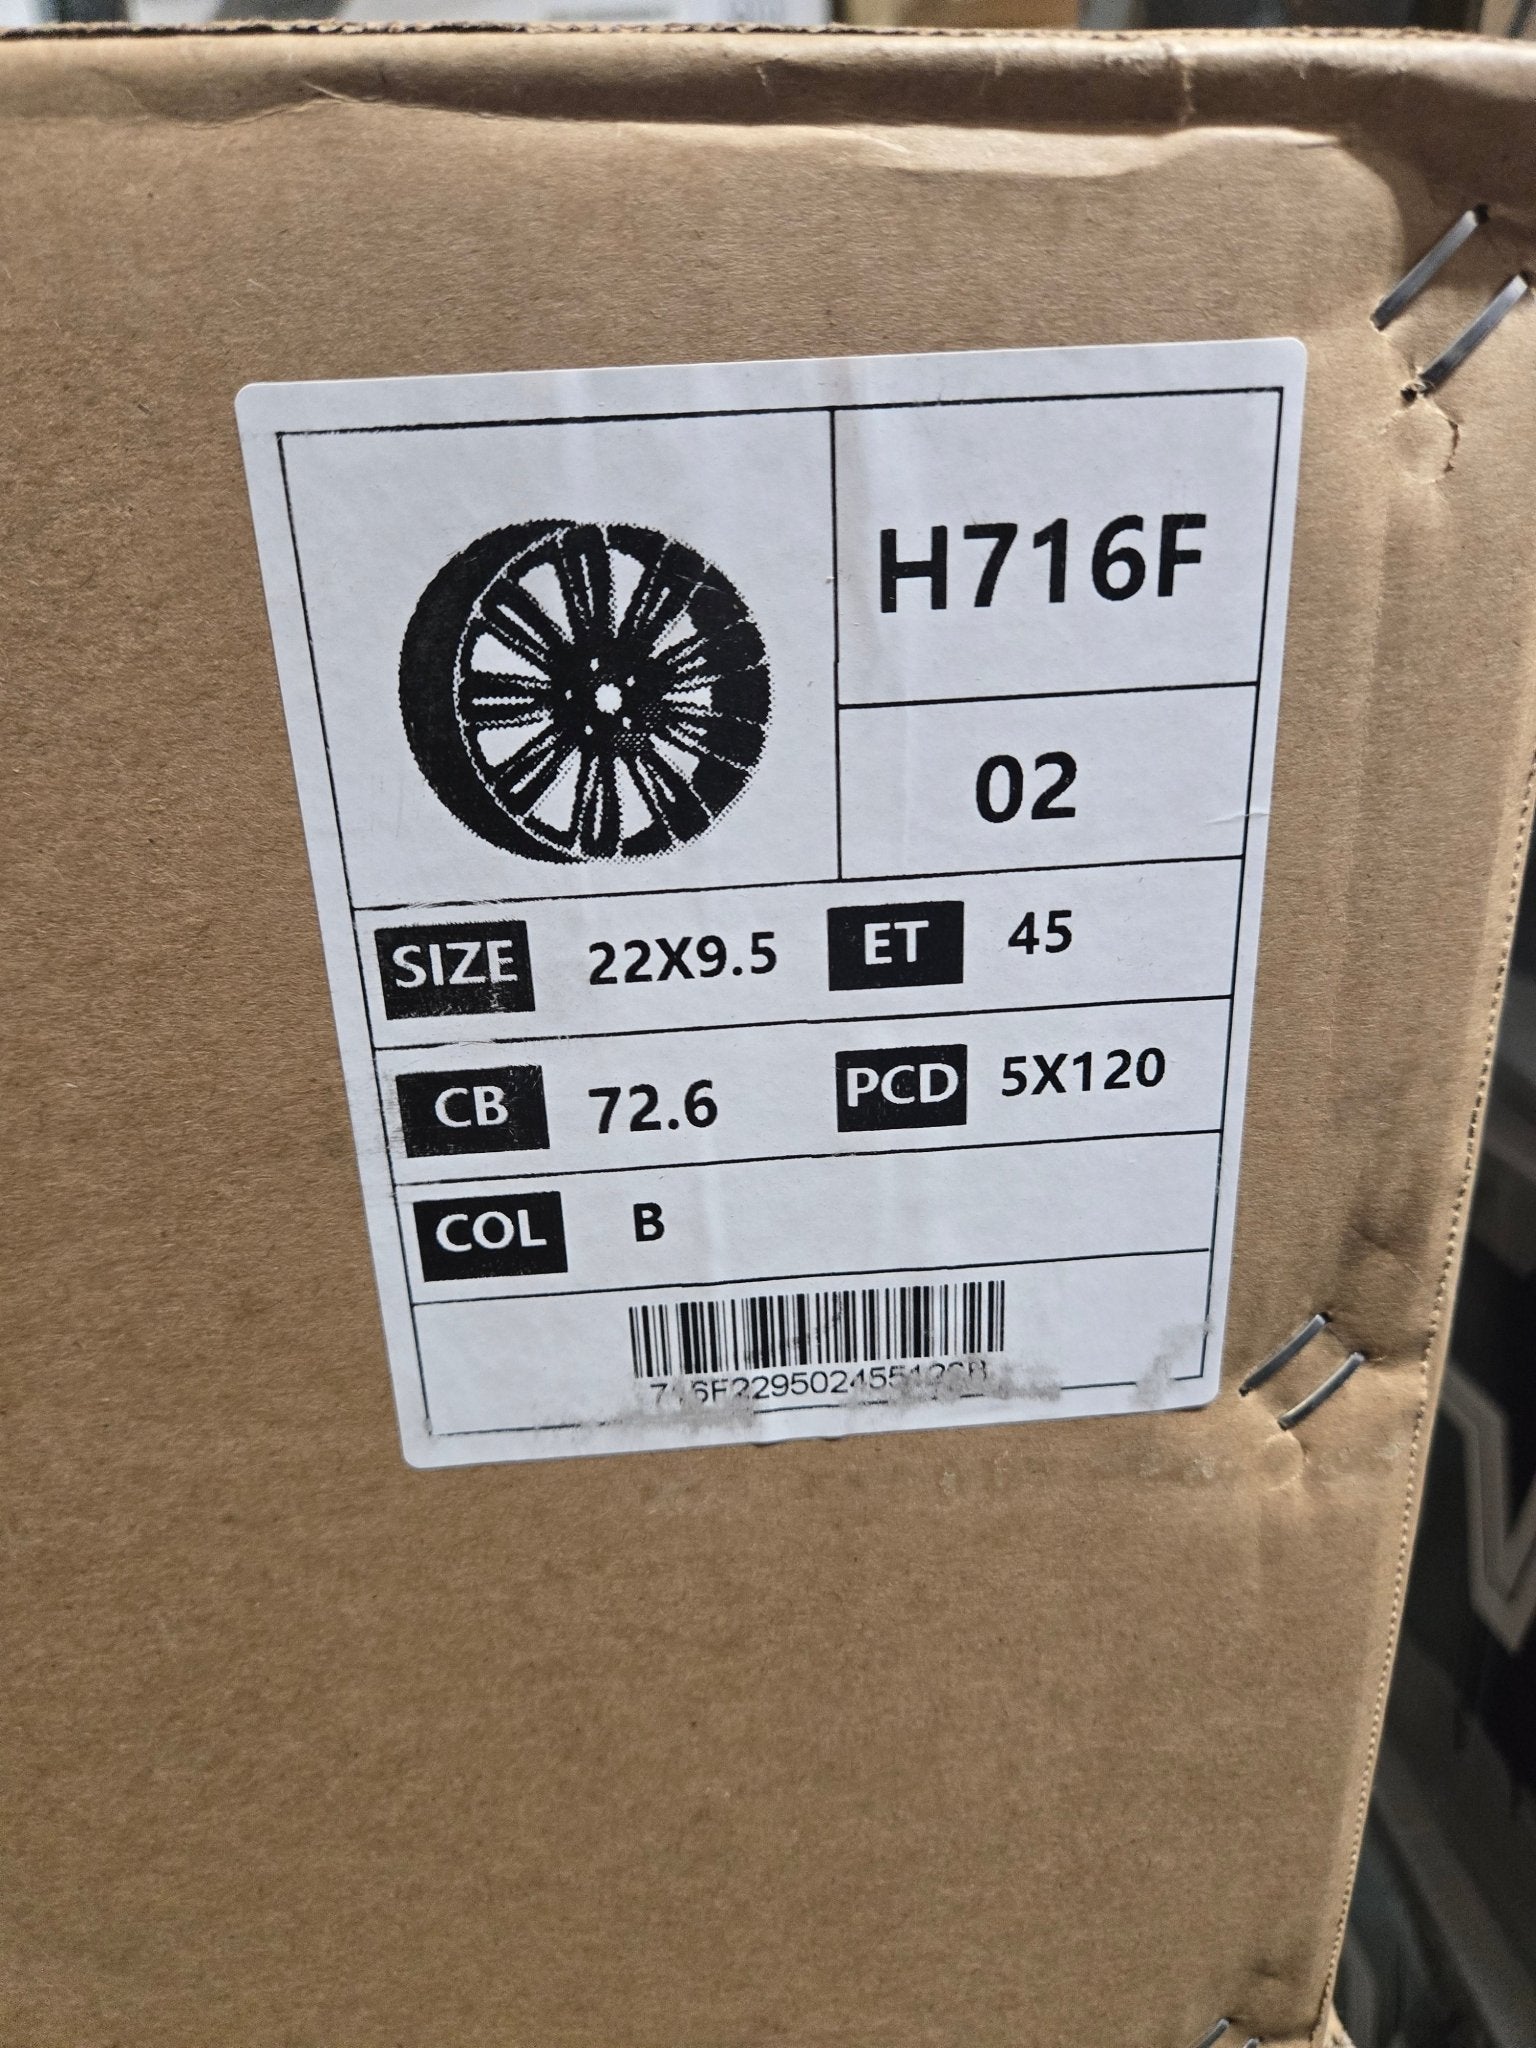 H716F
02
SIZE 22X9.5 ET 45
CB 72.6 PCD 5X120
COL B